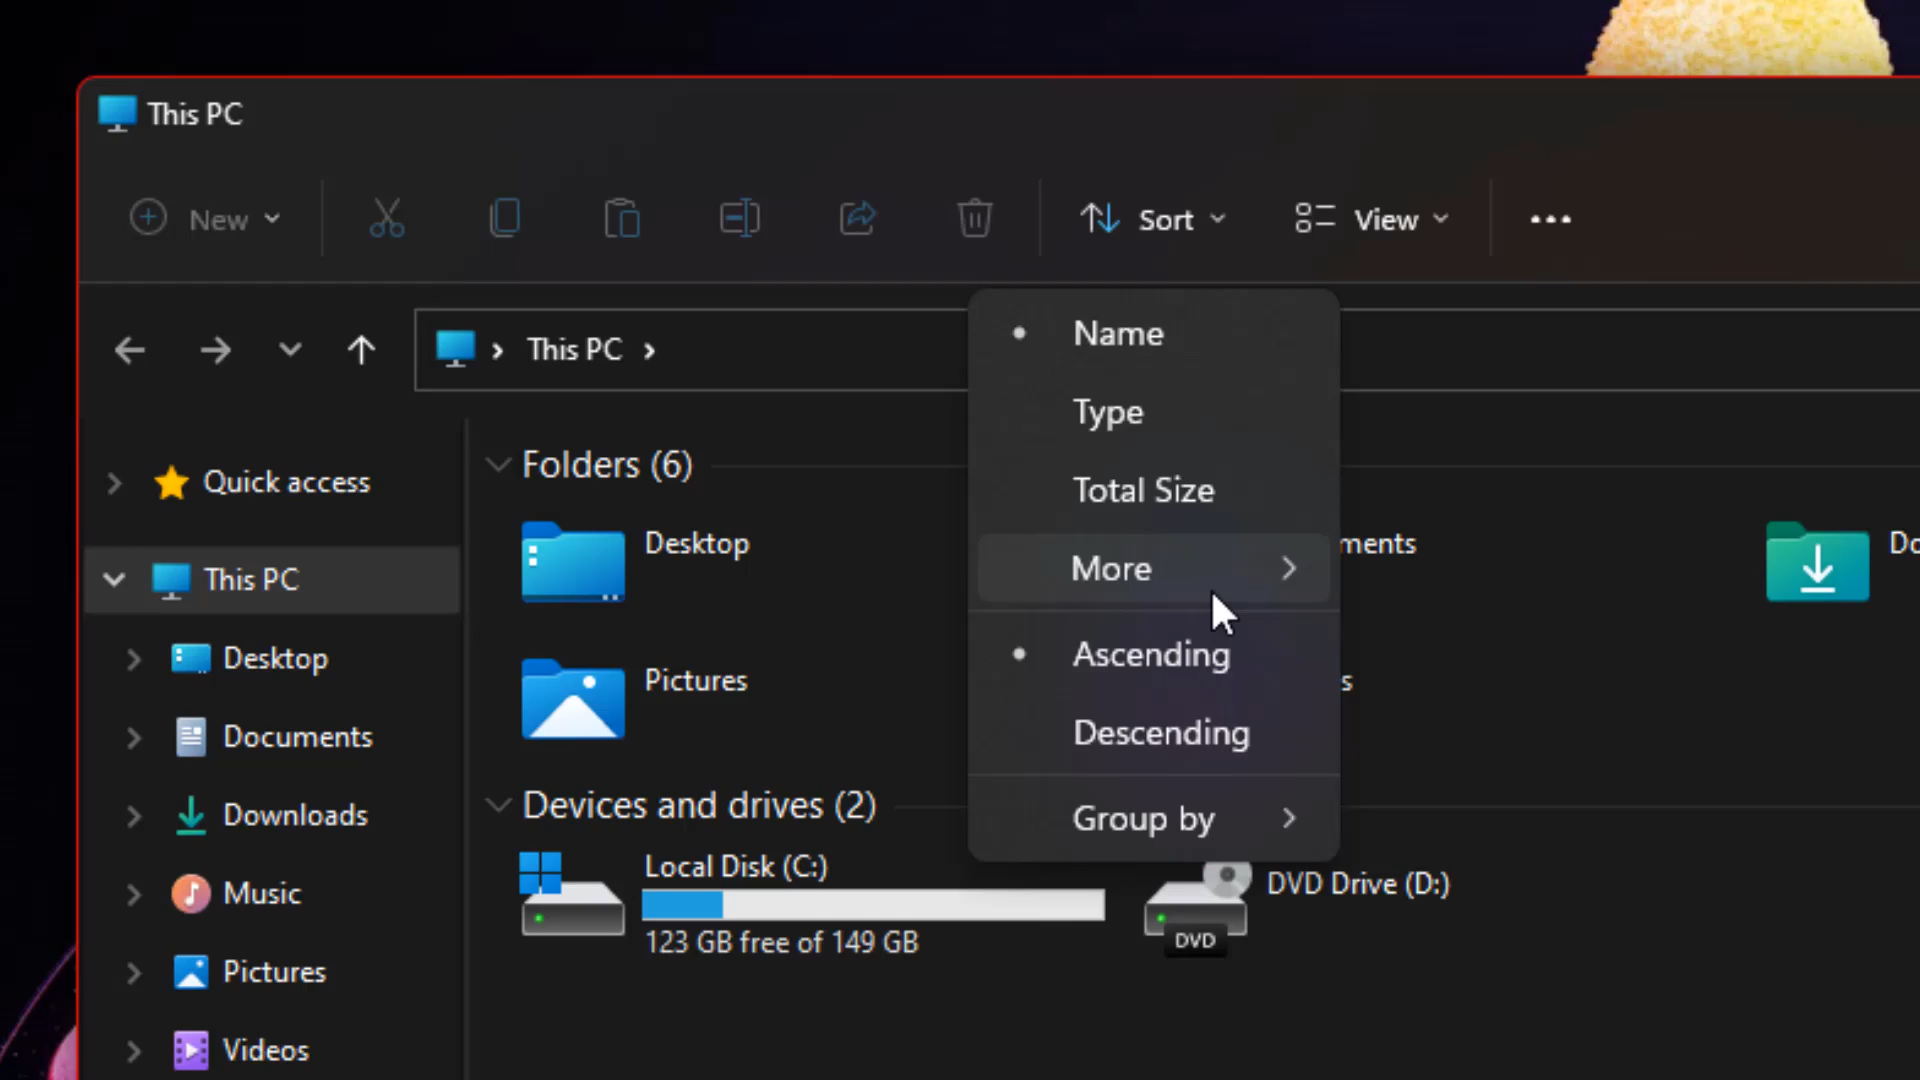 This PC
New
Sort
View
This PC
Name
Type
Total Size
More
Ascending
Descending
Group by
Quick access
This PC
Desktop
Documents
Downloads
Music
Pictures
Videos
Folders (6)
Desktop
ments
Do
Pictures
s
Devices and drives (2)
Local Disk (C:)
123 GB free of 149 GB
DVD Drive (D:)
DVD